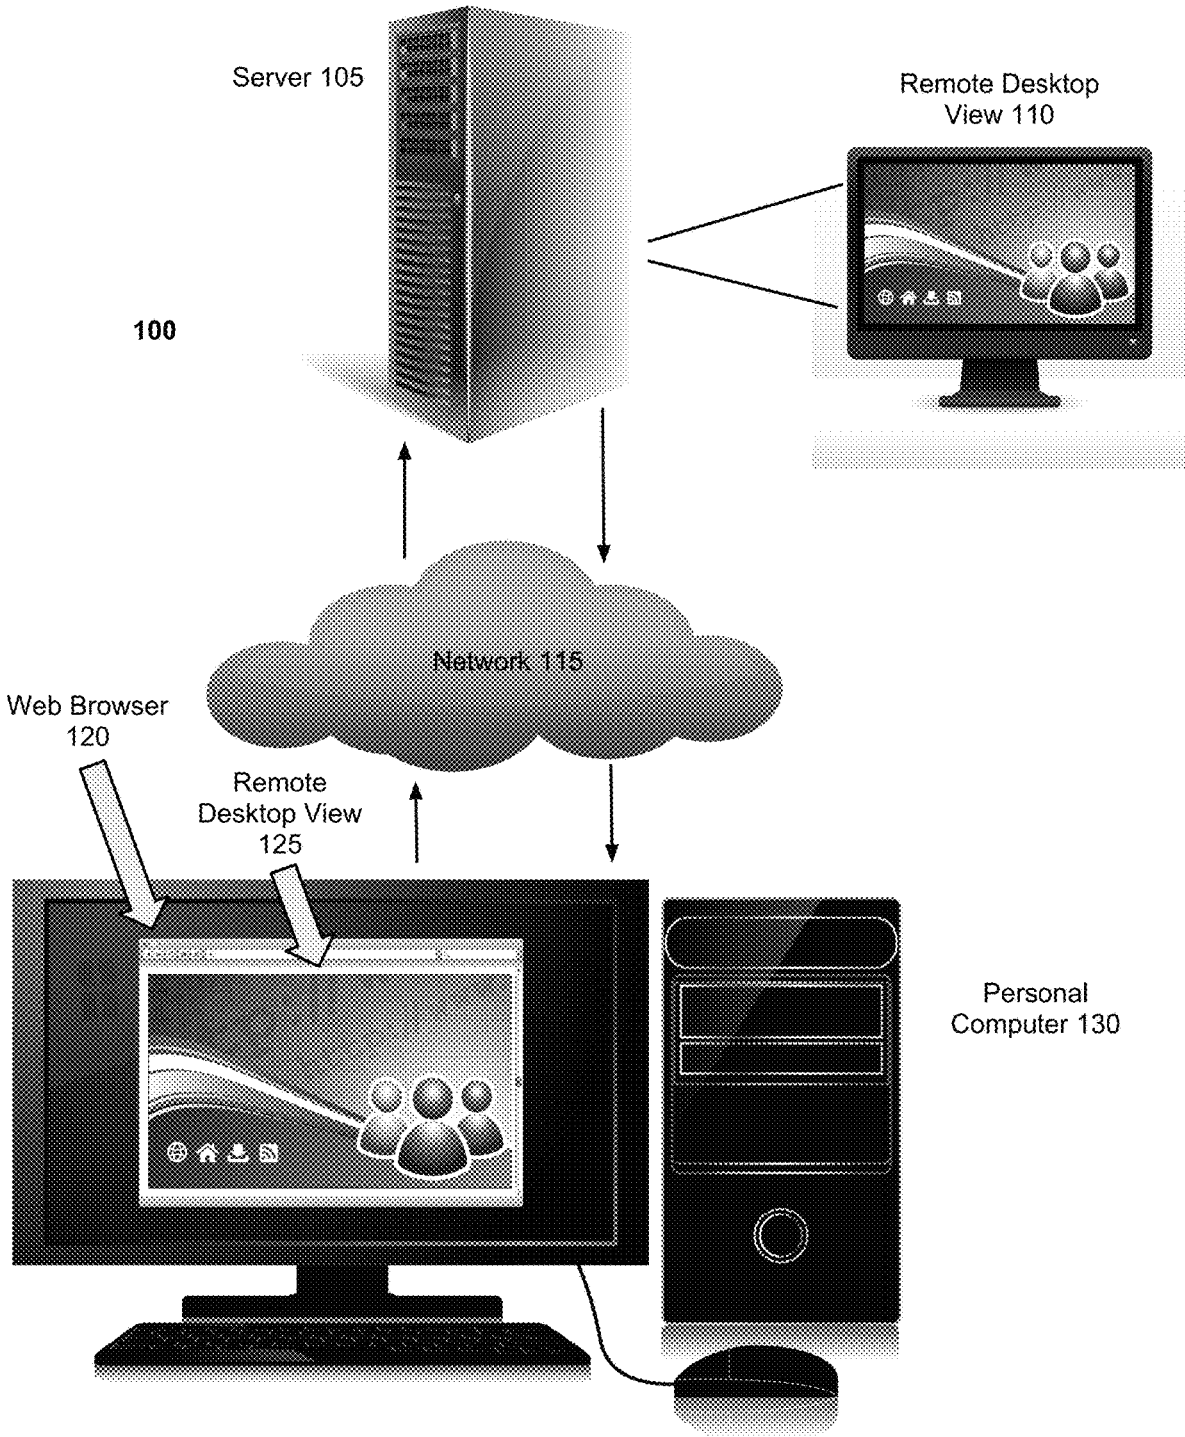 Server 105
Remote Desktop
View 110
100
Network 115
Web Browser
120
Remote
Desktop View
125
Personal
Computer 130